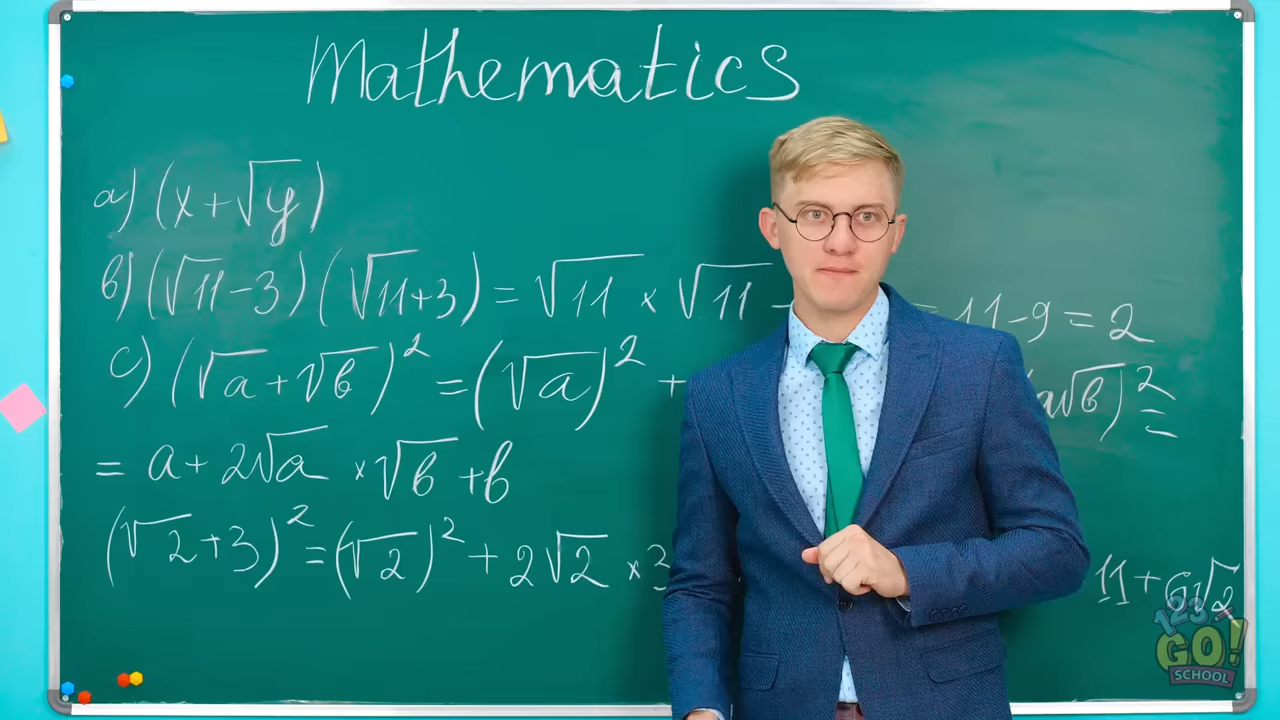 Mathematics
a) (x+√y)
в) (√11-3)(√11+3) = √11 × √11 - = 11-9=2
c) (√a+√в)² = (√a)² + a√в)² =
= a+2√a ×√в +в
(√2+3)² = (√2)² + 2√2 ×3 11+6√2
123 GO!
SCHOOL